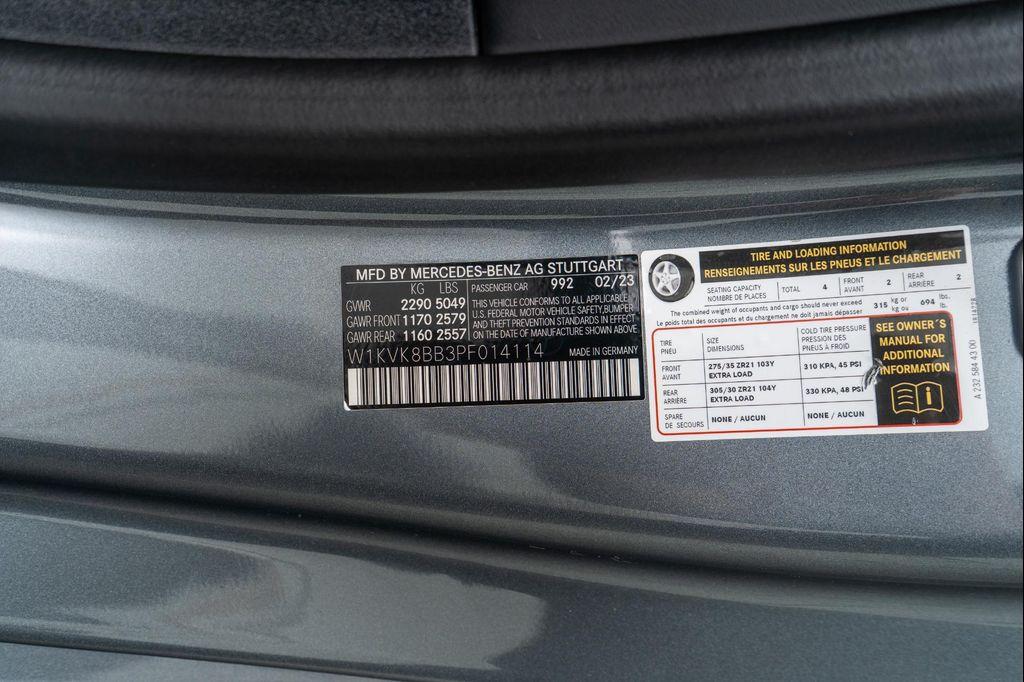 MFD BY MERCEDES-BENZ AG STUTTGART
KG LBS
GVWR 2290 5049
GAWR FRONT 1170 2579
GAWR REAR 1160 2557
PASSENGER CAR 992 02/23
THIS VEHICLE CONFORMS TO ALL APPLICABLE
U.S. FEDERAL MOTOR VEHICLE SAFETY, BUMPER
AND THEFT PREVENTION STANDARDS IN EFFECT
ON THE DATE OF MANUFACTURE SHOWN ABOVE.
W1KVK8BB3PF014114
MADE IN GERMANY
TIRE AND LOADING INFORMATION
RENSEIGNEMENTS SUR LES PNEUS ET LE CHARGEMENT
SEATING CAPACITY
NOMBRE DE PLACES
TOTAL 4
FRONT
AVANT
2
REAR
ARRIÈRE
2
The combined weight of occupants and cargo should never exceed
Le poids total des occupants et du chargement ne doit jamais dépasser
315 kg or
kg ou
694 lbs.
lb.
TIRE
PNEU
SIZE
DIMENSIONS
COLD TIRE PRESSURE
PRESSION DES
PNEUS À FROID
FRONT
AVANT
275/35 ZR21 103Y
EXTRA LOAD
310 KPA, 45 PSI
REAR
ARRIÈRE
305/30 ZR21 104Y
EXTRA LOAD
330 KPA, 48 PSI
SPARE
DE SECOURS
NONE / AUCUN
NONE / AUCUN
SEE OWNER´S
MANUAL FOR
ADDITIONAL
INFORMATION
A 232 584 43 00